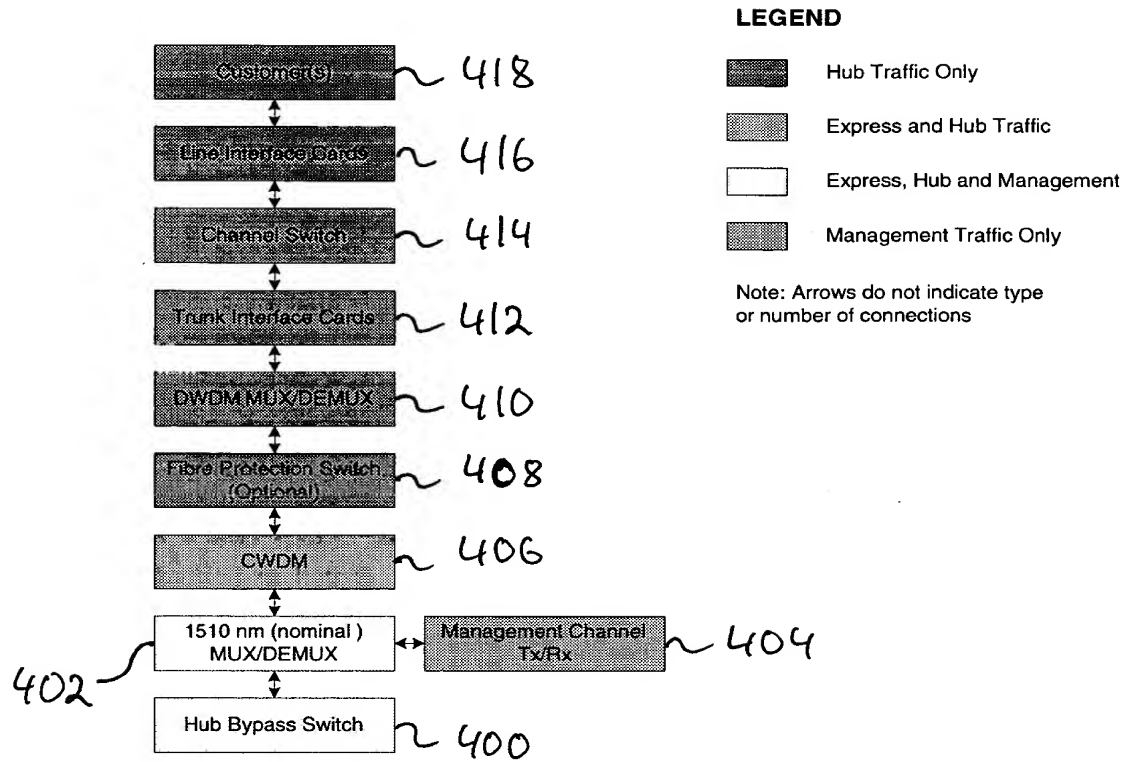 LEGEND
Hub Traffic Only
Express and Hub Traffic
Express, Hub and Management
Management Traffic Only
Note: Arrows do not indicate type
or number of connections
Customer(s)
418
Line Interface Cards
416
Channel Switch
414
Trunk Interface Cards
412
DWDM MUX/DEMUX
410
Fibre Protection Switch
(Optional)
408
CWDM
406
1510 nm (nominal )
MUX/DEMUX
402
Management Channel
Tx/Rx
404
Hub Bypass Switch
400